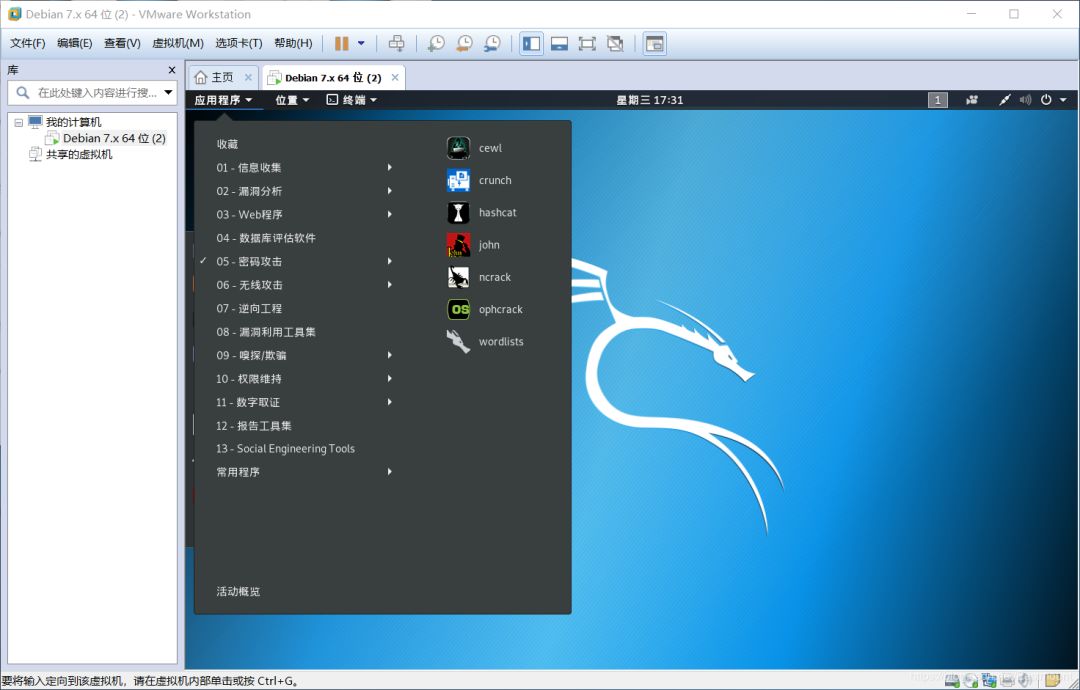 Debian 7.x 64 位 (2) - VMware Workstation
文件(F) 编辑(E) 查看(V) 虚拟机(M) 选项卡(T) 帮助(H)
库
在此处键入内容进行搜...
我的计算机
Debian 7.x 64 位 (2)
共享的虚拟机
主页 Debian 7.x 64 位 (2)
应用程序 位置 终端 星期三 17:31 1
收藏
01 - 信息收集
02 - 漏洞分析
03 - Web程序
04 - 数据库评估软件
05 - 密码攻击
06 - 无线攻击
07 - 逆向工程
08 - 漏洞利用工具集
09 - 嗅探/欺骗
10 - 权限维持
11 - 数字取证
12 - 报告工具集
13 - Social Engineering Tools
常用程序
活动概览
cewl
crunch
hashcat
john
ncrack
ophcrack
wordlists
要将输入定向到该虚拟机，请在虚拟机内部单击或按 Ctrl+G。